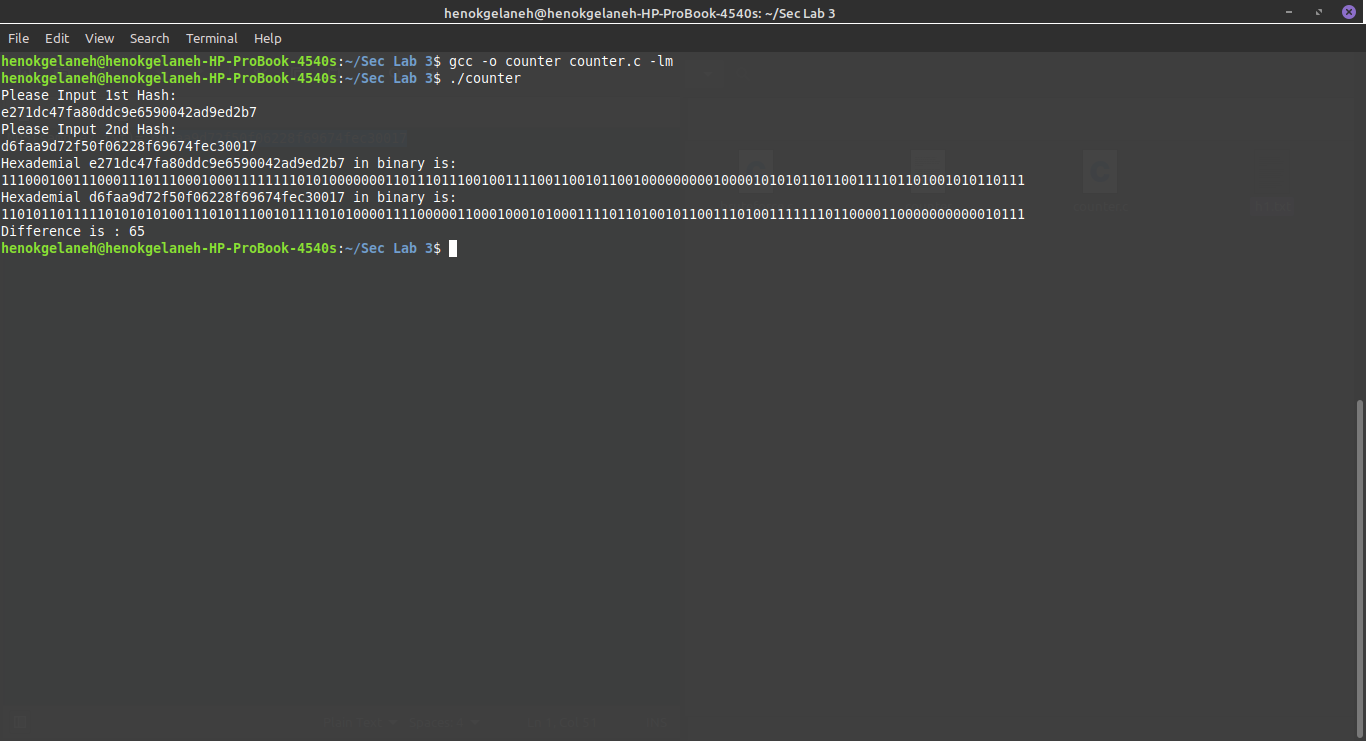 henokgelaneh@henokgelaneh-HP-ProBook-4540s: ~/Sec Lab 3
File Edit View Search Terminal Help
henokgelaneh@henokgelaneh-HP-ProBook-4540s:~/Sec Lab 3$ gcc -o counter counter.c -lm
henokgelaneh@henokgelaneh-HP-ProBook-4540s:~/Sec Lab 3$ ./counter
Please Input 1st Hash:
e271dc47fa80ddc9e6590042ad9ed2b7
Please Input 2nd Hash:
d6faa9d72f50f06228f69674fec30017
Hexademial e271dc47fa80ddc9e6590042ad9ed2b7 in binary is:
11100010011100011101110001000111111110101000000011011101110010011110011001011001000000000100001010101101100111101101001010110111
Hexademial d6faa9d72f50f06228f69674fec30017 in binary is:
11010110111110101010100111010111001011110101000011110000011000100010100011110110100101100111010011111110110000110000000000010111
Difference is : 65
henokgelaneh@henokgelaneh-HP-ProBook-4540s:~/Sec Lab 3$